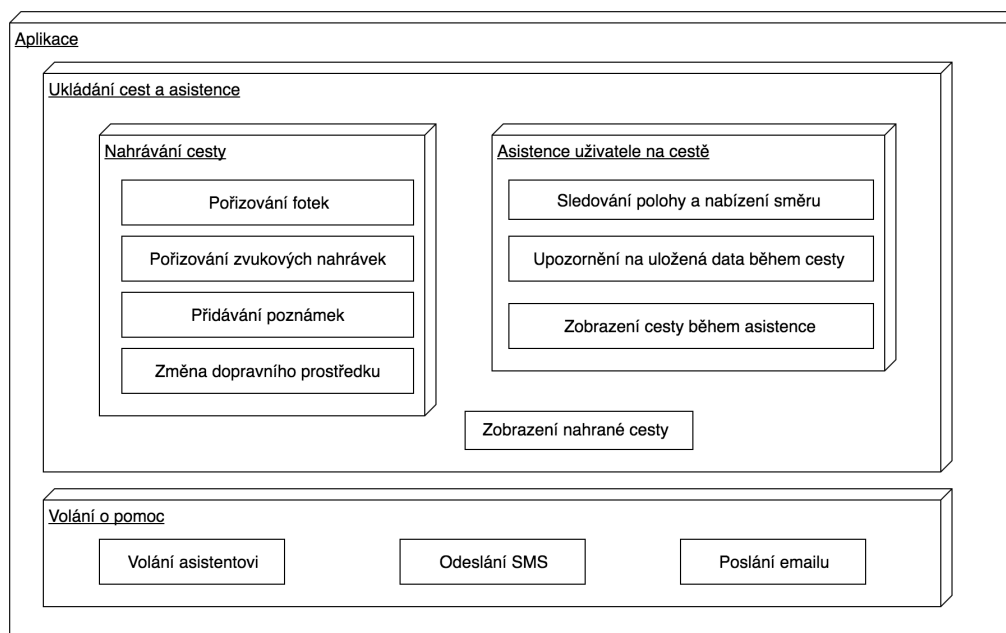 Aplikace
Ukládání cest a asistence
Nahrávání cesty
Pořizování fotek
Pořizování zvukových nahrávek
Přidávání poznámek
Změna dopravního prostředku
Asistence uživatele na cestě
Sledování polohy a nabízení směru
Upozornění na uložená data během cesty
Zobrazení cesty během asistence
Zobrazení nahrané cesty
Volání o pomoc
Volání asistentovi
Odeslání SMS
Poslání emailu